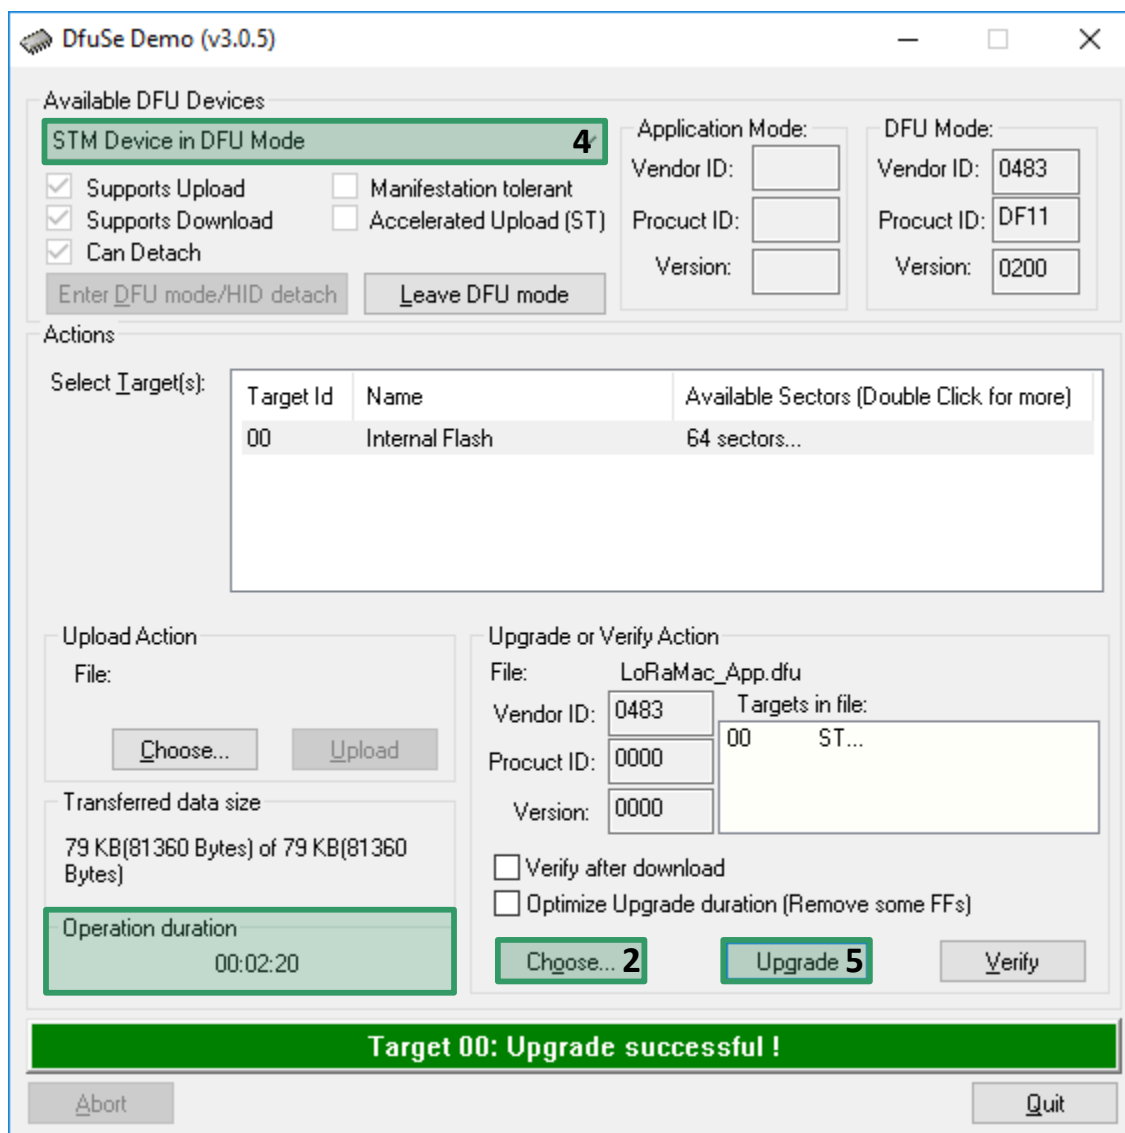 DfuSe Demo (v3.0.5)
Available DFU Devices
STM Device in DFU Mode 4
Supports Upload
Manifestation tolerant
Supports Download
Accelerated Upload (ST)
Can Detach
Enter DFU mode/HID detach
Leave DFU mode
Application Mode:
Vendor ID:
Procuct ID:
Version:
DFU Mode:
Vendor ID: 0483
Procuct ID: DF11
Version: 0200
Actions
Select Target(s):
Target Id Name Available Sectors (Double Click for more)
00 Internal Flash 64 sectors...
Upload Action
File:
Choose...
Upload
Transferred data size
79 KB(81360 Bytes) of 79 KB(81360
Bytes)
Operation duration
00:02:20
Upgrade or Verify Action
File: LoRaMac_App.dfu
Vendor ID: 0483
Procuct ID: 0000
Version: 0000
Targets in file:
00 ST...
Verify after download
Optimize Upgrade duration (Remove some FFs)
Choose... 2
Upgrade 5
Verify
Target 00: Upgrade successful !
Abort
Quit